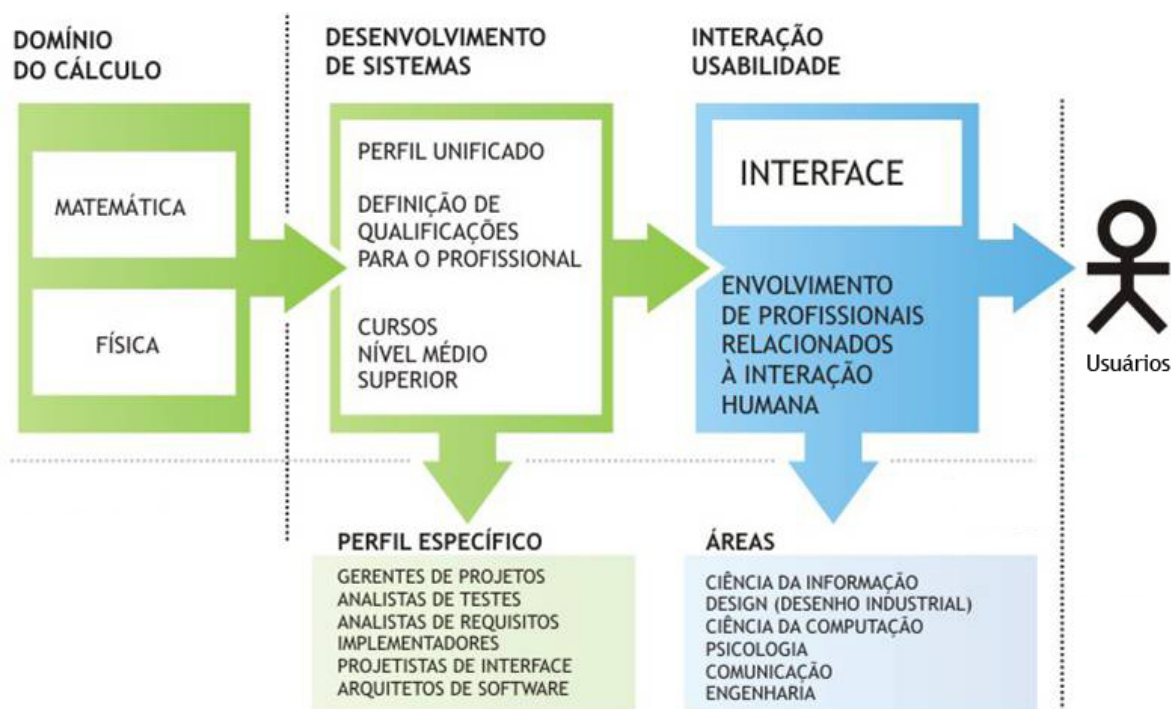 DOMÍNIO
DO CÁLCULO
MATEMÁTICA
FÍSICA
DESENVOLVIMENTO
DE SISTEMAS
PERFIL UNIFICADO
DEFINIÇÃO DE
QUALIFICAÇÕES
PARA O PROFISSIONAL
CURSOS
NÍVEL MÉDIO
SUPERIOR
INTERAÇÃO
USABILIDADE
INTERFACE
ENVOLVIMENTO
DE PROFISSIONAIS
RELACIONADOS
À INTERAÇÃO
HUMANA
Usuários
PERFIL ESPECÍFICO
GERENTES DE PROJETOS
ANALISTAS DE TESTES
ANALISTAS DE REQUISITOS
IMPLEMENTADORES
PROJETISTAS DE INTERFACE
ARQUITETOS DE SOFTWARE
ÁREAS
CIÊNCIA DA INFORMAÇÃO
DESIGN (DESENHO INDUSTRIAL)
CIÊNCIA DA COMPUTAÇÃO
PSICOLOGIA
COMUNICAÇÃO
ENGENHARIA